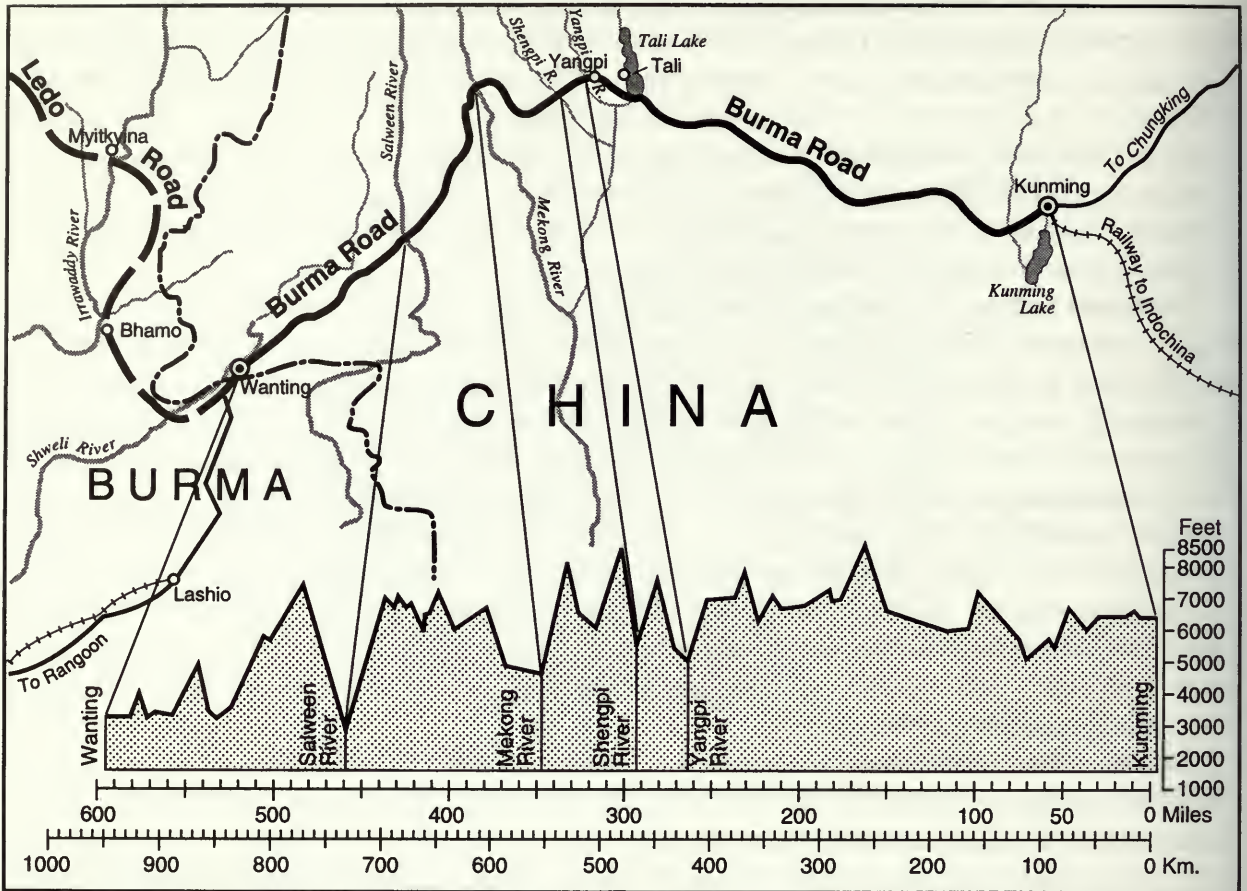 Ledo
Road
Myitkyina
Irrawaddy River
Bhamo
Shweli River
BURMA
Lashio
To Rangoon
Wanting
Burma Road
Salween River
Mekong River
Shengpi R.
Yangpi R.
Yangpi
Tali Lake
Tali
Burma Road
CHINA
Kunming
Kunming
Lake
To Chungking
Railway to Indochina
Feet
8500
8000
7000
6000
5000
4000
3000
2000
1000
Wanting
Salween
River
Mekong
River
Shengpi
River
Yangpi
River
Kunming
600 500 400 300 200 100 0 Miles
1000 900 800 700 600 500 400 300 200 100 0 Km.